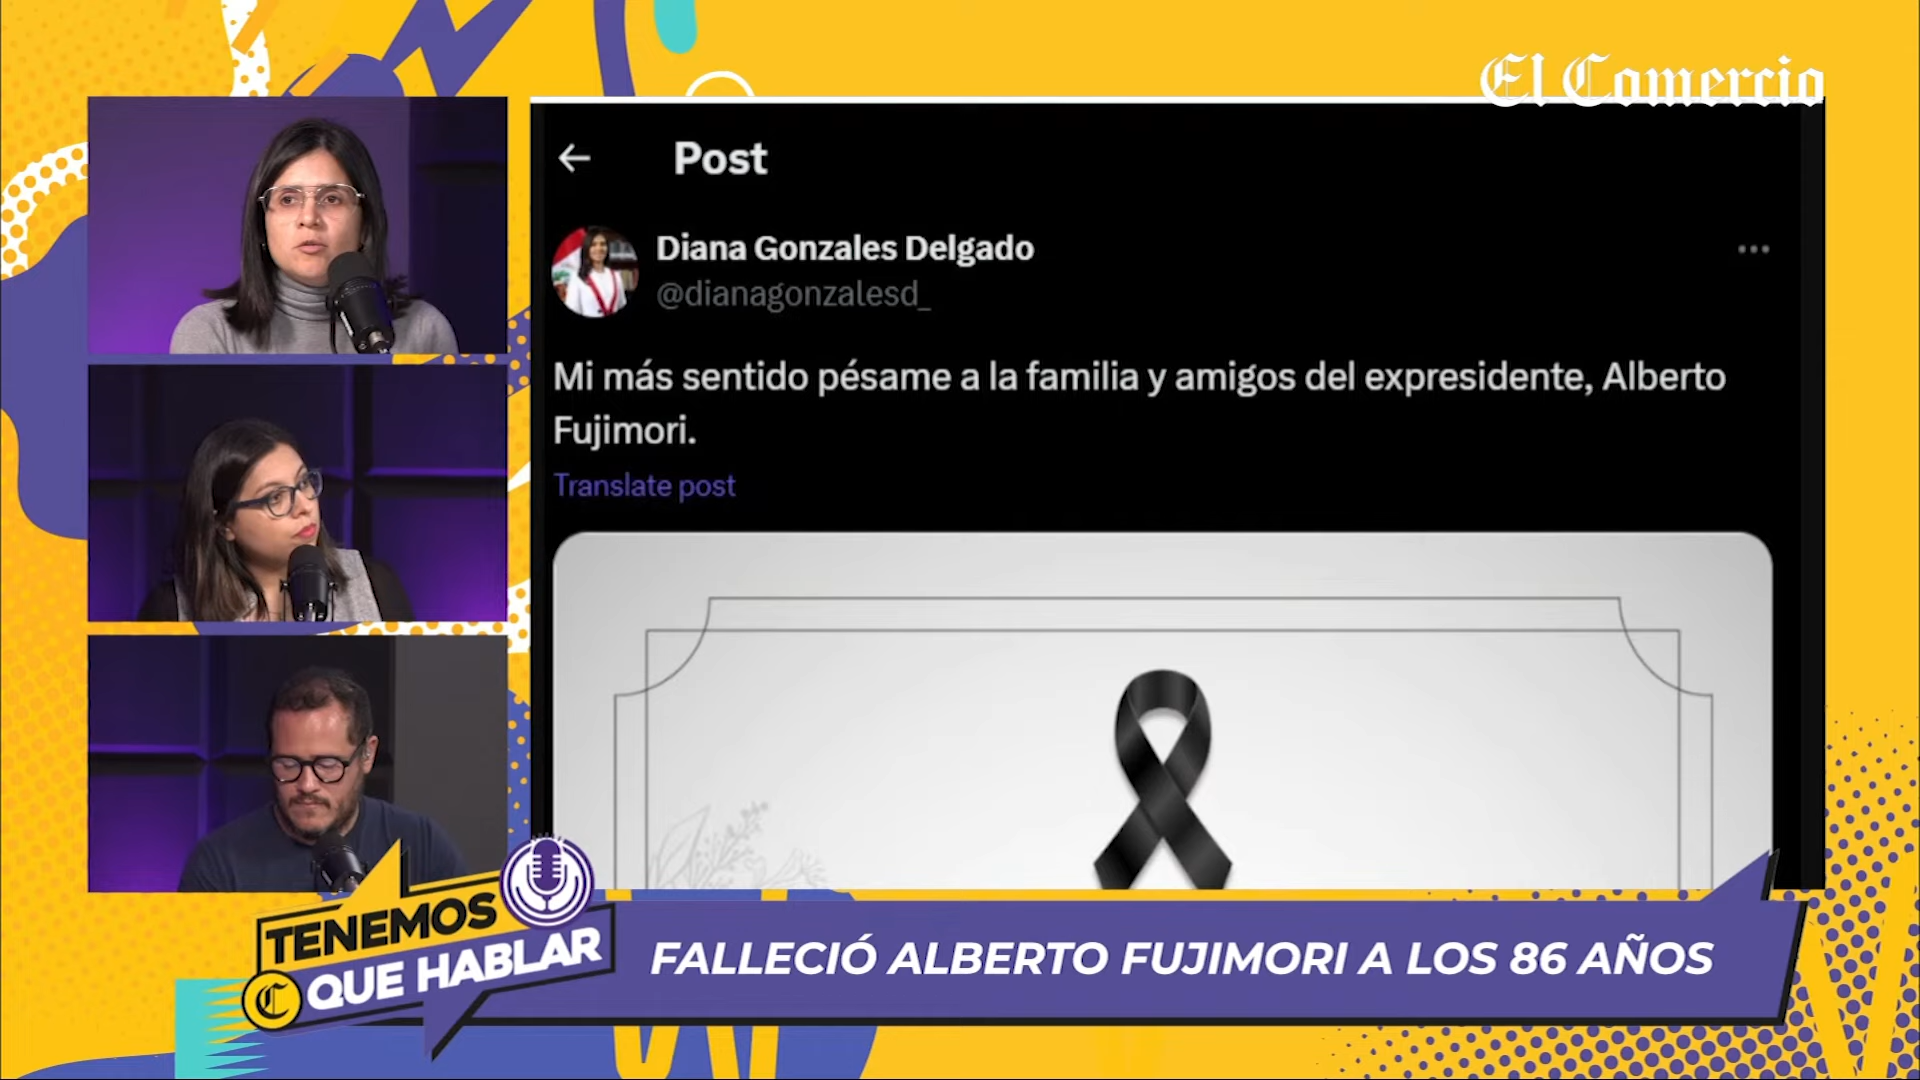 El Comercio
Post
Diana Gonzales Delgado
@dianagonzalesd_
Mi más sentido pésame a la familia y amigos del expresidente, Alberto
Fujimori.
Translate post
TENEMOS
C QUE HABLAR
FALLECIÓ ALBERTO FUJIMORI A LOS 86 AÑOS